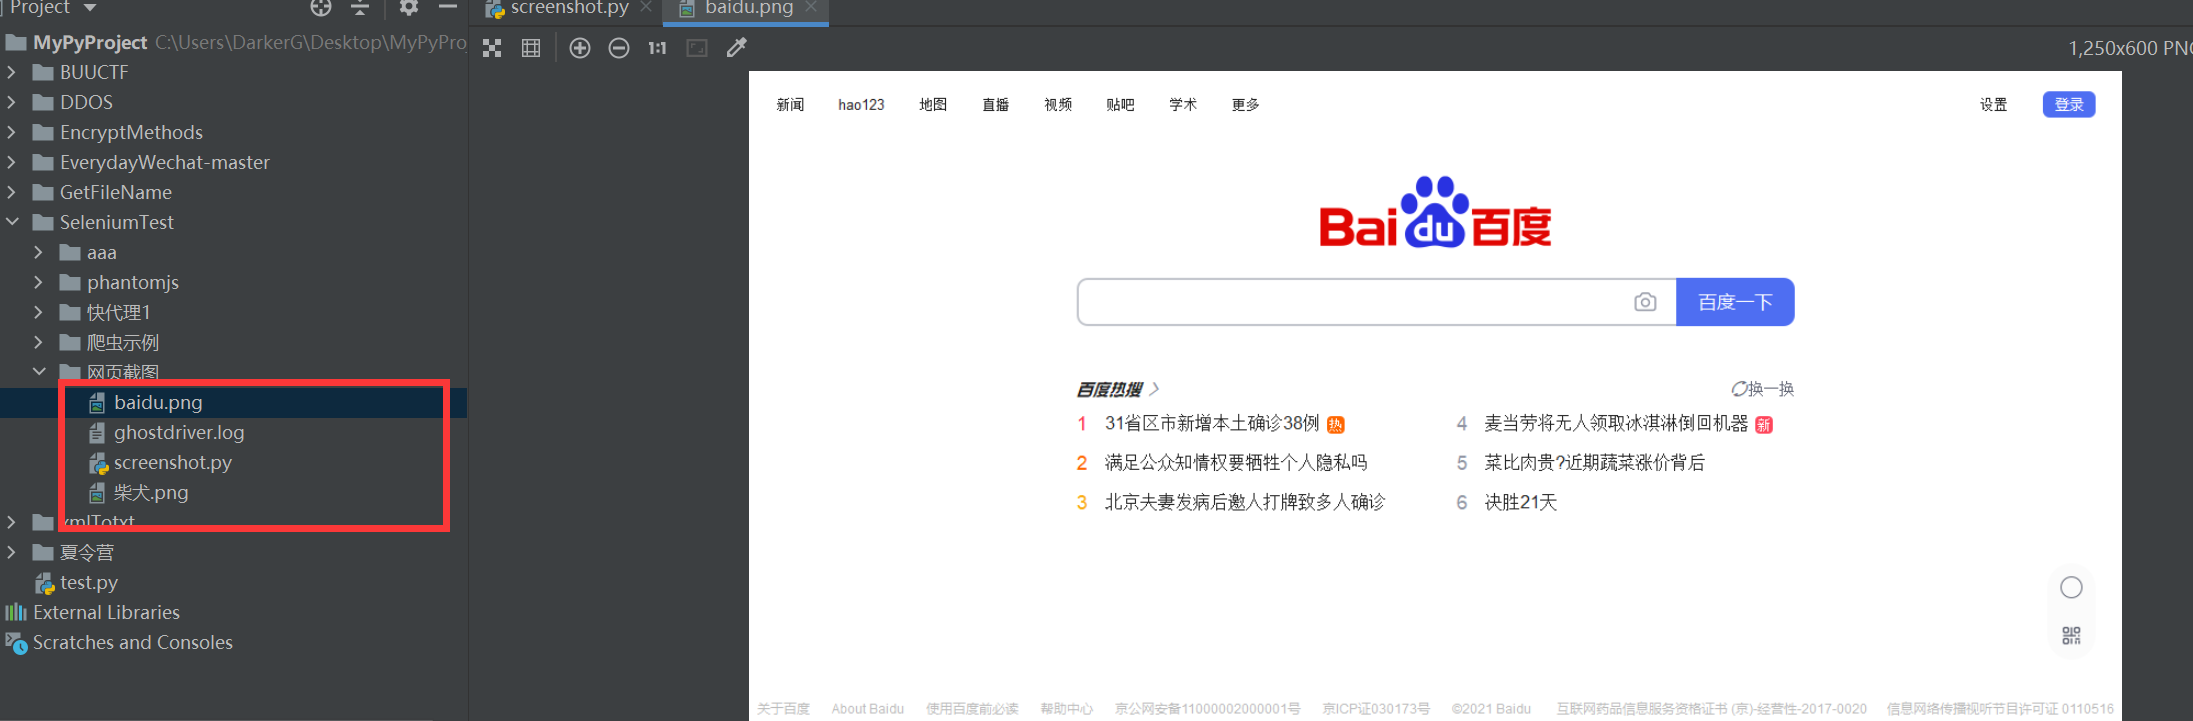 Project
screenshot.py
baidu.png
MyPyProject C:\Users\DarkerG\Desktop\MyPyProj
1:1
1,250x600 PNG
BUUCTF
DDOS
EncryptMethods
EverydayWechat-master
GetFileName
SeleniumTest
aaa
phantomjs
快代理1
爬虫示例
网页截图
baidu.png
ghostdriver.log
screenshot.py
柴犬.png
xmlTotxt
夏令营
test.py
External Libraries
Scratches and Consoles
新闻 hao123 地图 直播 视频 贴吧 学术 更多 设置 登录
Bai du 百度
百度一下
百度热搜 换一换
1 31省区市新增本土确诊38例 热
4 麦当劳将无人领取冰淇淋倒回机器 新
2 满足公众知情权要牺牲个人隐私吗
5 菜比肉贵?近期蔬菜涨价背后
3 北京夫妻发病后邀人打牌致多人确诊
6 决胜21天
关于百度 About Baidu 使用百度前必读 帮助中心 京公网安备11000002000001号 京ICP证030173号 ©2021 Baidu 互联网药品信息服务资格证书 (京)-经营性-2017-0020 信息网络传播视听节目许可证 0110516